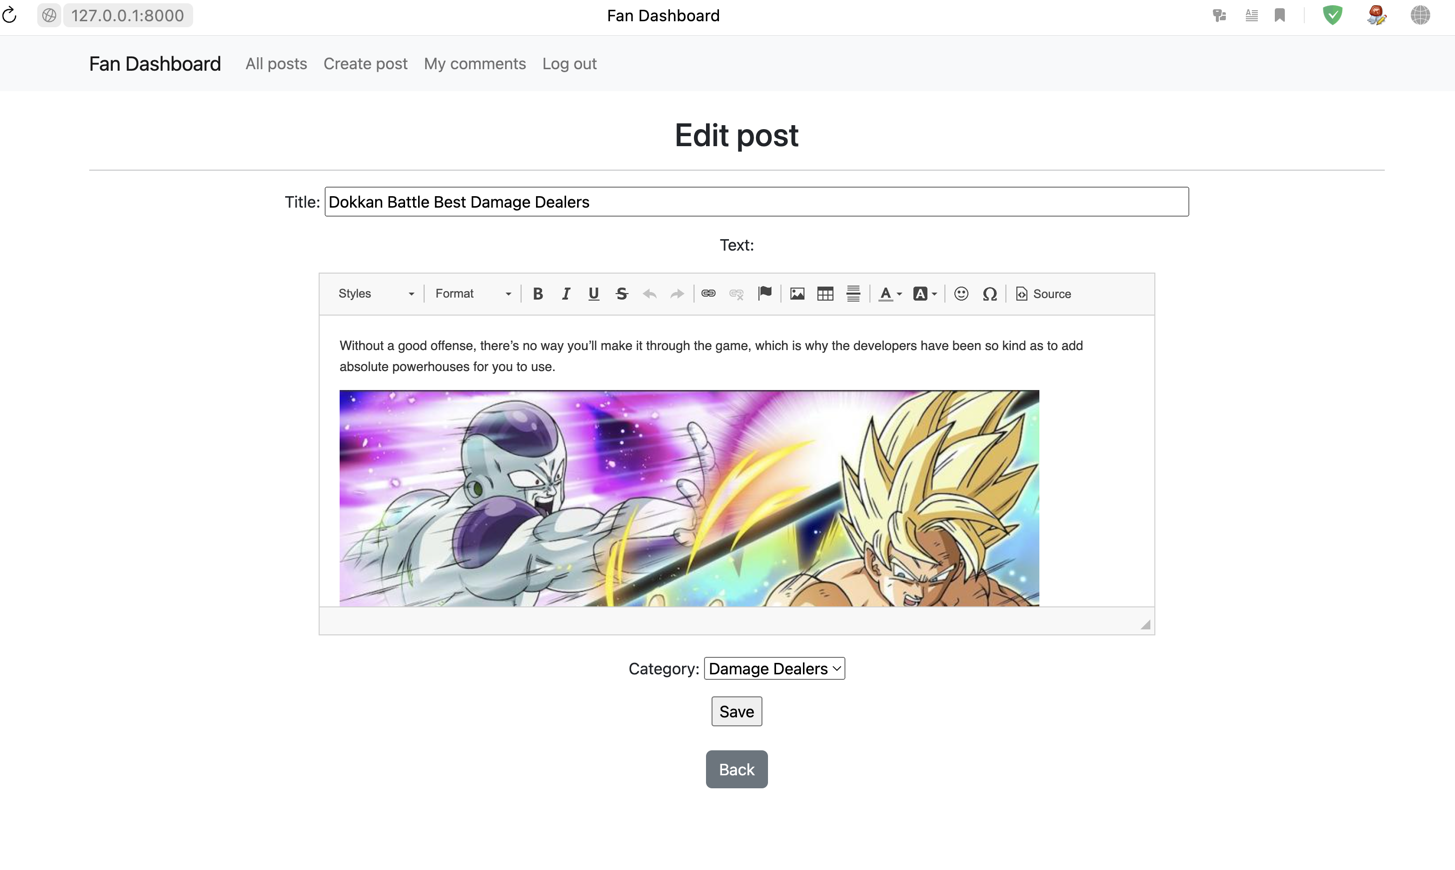 127.0.0.1:8000 Fan Dashboard
Fan Dashboard All posts Create post My comments Log out
Edit post
Title: Dokkan Battle Best Damage Dealers
Text:
Styles Format B I U S A A Ω Source
Without a good offense, there’s no way you’ll make it through the game, which is why the developers have been so kind as to add
absolute powerhouses for you to use.
Category: Damage Dealers
Save
Back